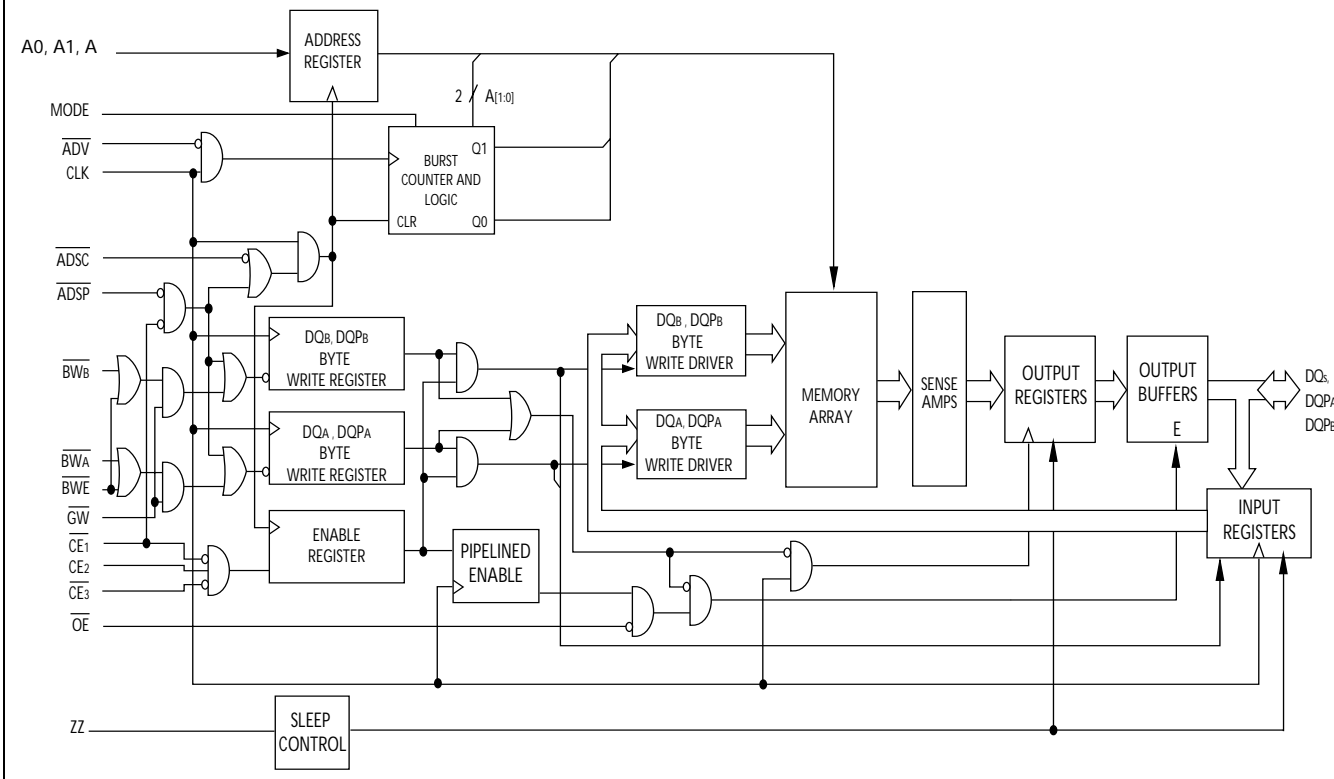 A0, A1, A
ADDRESS
REGISTER
MODE
2 A[1:0]
ADV
CLK
BURST
COUNTER AND
LOGIC
Q1
CLR
Q0
ADSC
ADSP
DQB, DQPB
BYTE
WRITE REGISTER
DQB, DQPB
BYTE
WRITE DRIVER
MEMORY
ARRAY
SENSE
AMPS
OUTPUT
REGISTERS
OUTPUT
BUFFERS
E
DQs,
DQPA
DQPB
BWB
DQA, DQPA
BYTE
WRITE REGISTER
DQA, DQPA
BYTE
WRITE DRIVER
BWA
BWE
GW
CE1
CE2
CE3
ENABLE
REGISTER
PIPELINED
ENABLE
INPUT
REGISTERS
OE
ZZ
SLEEP
CONTROL